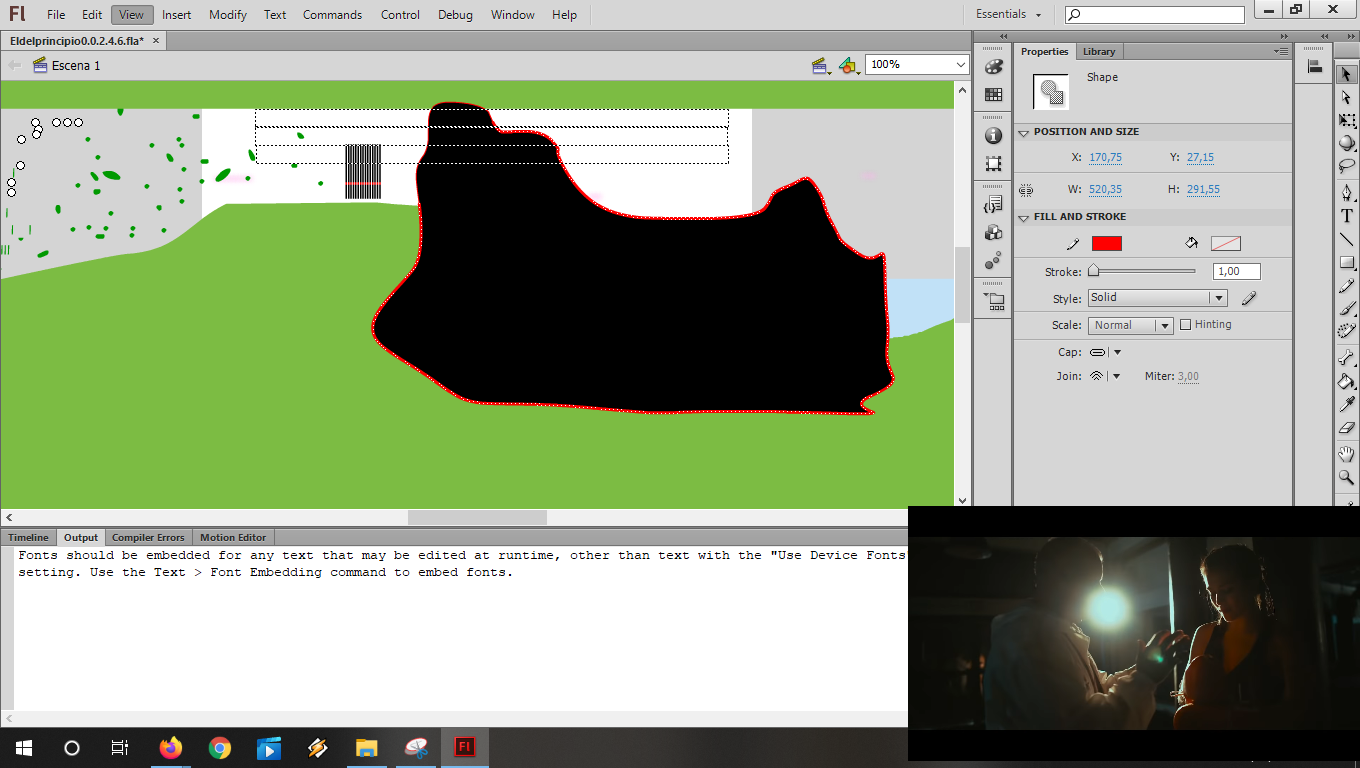 Fl File Edit View Insert Modify Text Commands Control Debug Window Help Essentials
Eldelprincipio0.0.2.4.6.fla* ×
Escena 1 100%
Properties Library
Shape
POSITION AND SIZE
X: 170,75 Y: 27,15
W: 520,35 H: 291,55
FILL AND STROKE
Stroke: 1,00
Style: Solid
Scale: Normal Hinting
Cap:
Join: Miter: 3,00
T
Timeline Output Compiler Errors Motion Editor
Fonts should be embedded for any text that may be edited at runtime, other than text with the "Use Device Fonts
setting. Use the Text > Font Embedding command to embed fonts.
Fl